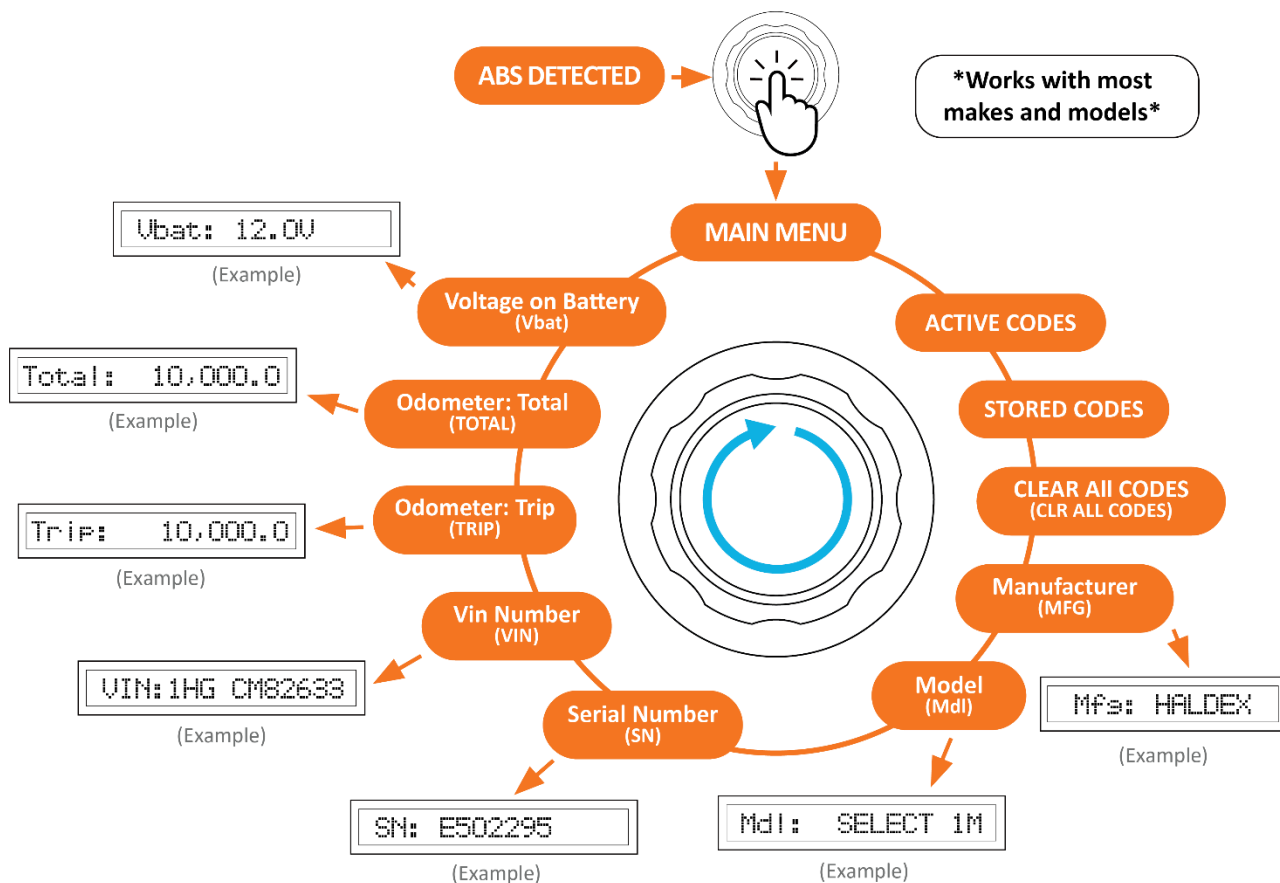 ABS DETECTED
*Works with most
makes and models*
MAIN MENU
ACTIVE CODES
STORED CODES
CLEAR All CODES
(CLR ALL CODES)
Manufacturer
(MFG)
Mfg: HALDEX
(Example)
Model
(Mdl)
Mdl: SELECT 1M
(Example)
Serial Number
(SN)
SN: E502295
(Example)
Vin Number
(VIN)
VIN:1HG CM82633
(Example)
Odometer: Trip
(TRIP)
Trip: 10,000.0
(Example)
Odometer: Total
(TOTAL)
Total: 10,000.0
(Example)
Voltage on Battery
(Vbat)
Vbat: 12.0V
(Example)